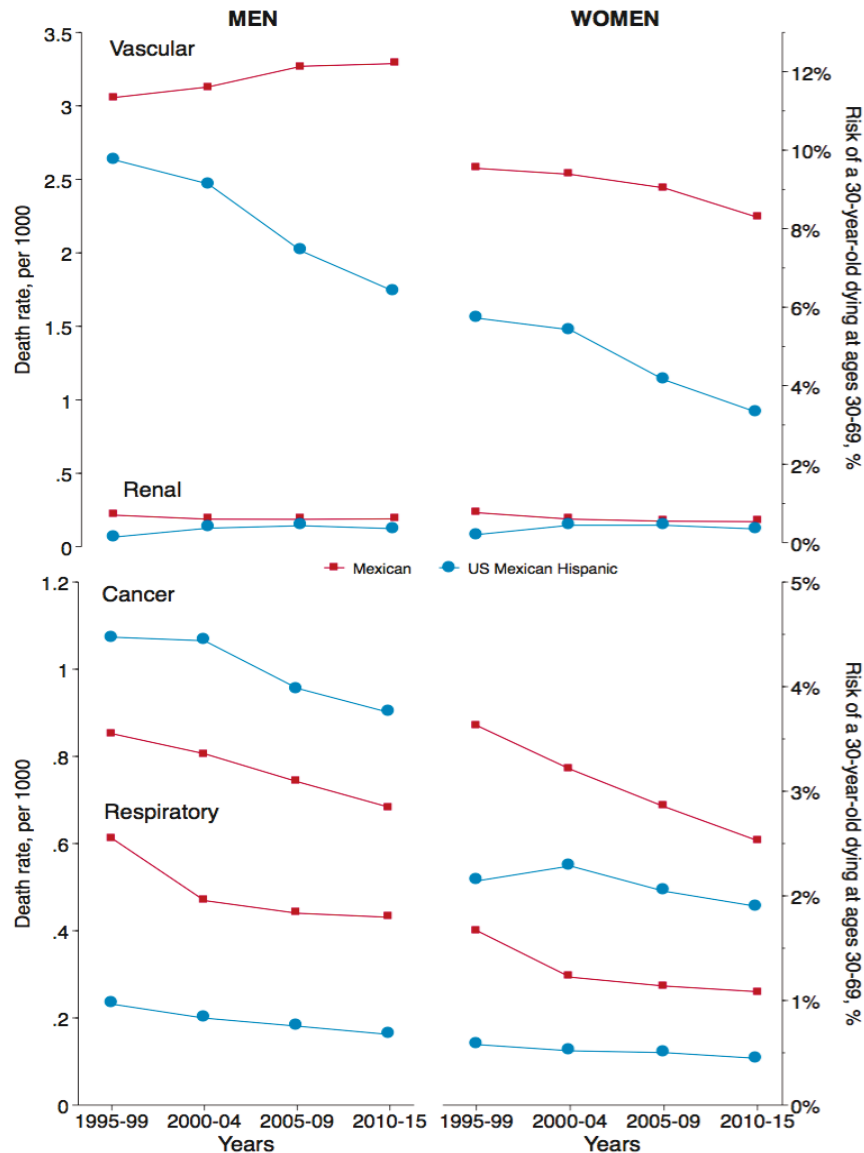 MEN
WOMEN
3.5
3
2.5
2
1.5
1
.5
0
Death rate, per 1000
Vascular
Renal
12%
10%
8%
6%
4%
2%
0%
Risk of a 30-year-old dying at ages 30-69, %
Mexican
US Mexican Hispanic
1.2
1
.8
.6
.4
.2
0
Death rate, per 1000
Cancer
Respiratory
5%
4%
3%
2%
1%
0%
Risk of a 30-year-old dying at ages 30-69, %
1995-99 2000-04 2005-09 2010-15
Years
1995-99 2000-04 2005-09 2010-15
Years